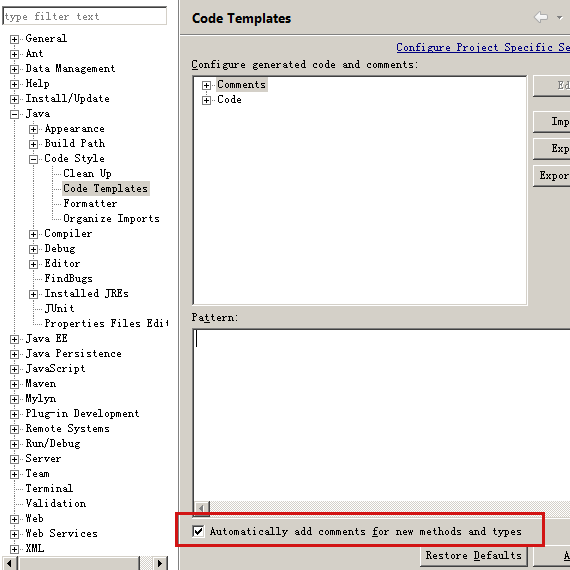 type filter text
General
Ant
Data Management
Help
Install/Update
Java
Appearance
Build Path
Code Style
Clean Up
Code Templates
Formatter
Organize Imports
Compiler
Debug
Editor
FindBugs
Installed JREs
JUnit
Properties Files Edit
Java EE
Java Persistence
JavaScript
Maven
Mylyn
Plug-in Development
Remote Systems
Run/Debug
Server
Team
Terminal
Validation
Web
Web Services
XML
Code Templates
Configure Project Specific Se
Configure generated code and comments:
Comments
Code
Ed
Imp
Exp
Expor
Pattern:
Automatically add comments for new methods and types
Restore Defaults
A